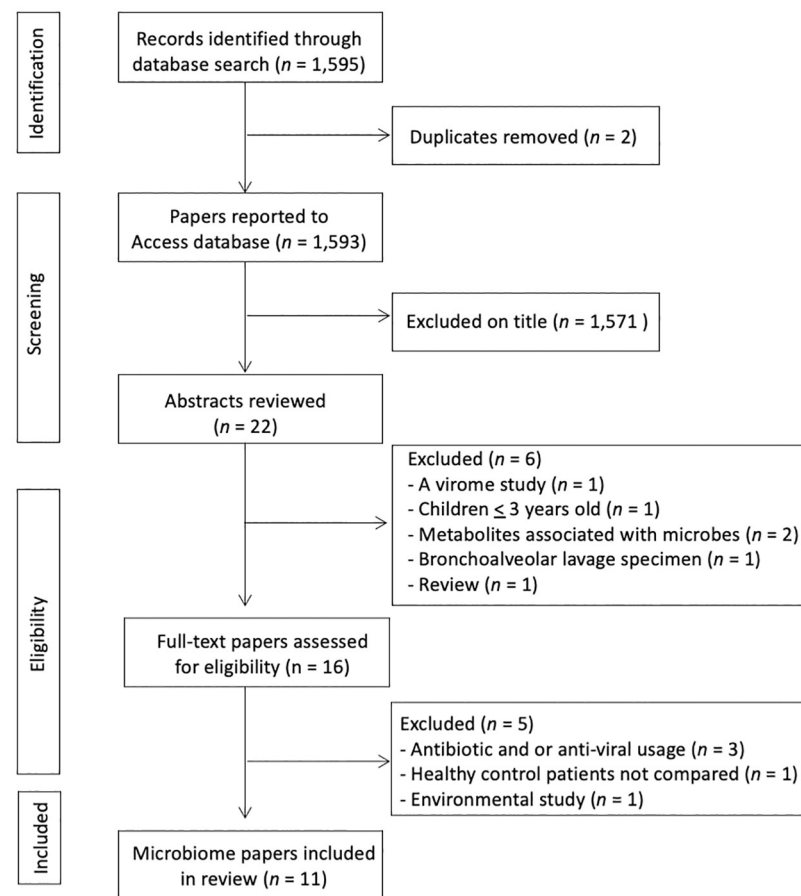 Identification
Records identified through
database search (n = 1,595)
Duplicates removed (n = 2)
Screening
Papers reported to
Access database (n = 1,593)
Excluded on title (n = 1,571 )
Abstracts reviewed
(n = 22)
Eligibility
Excluded (n = 6)
- A virome study (n = 1)
- Children ≤ 3 years old (n = 1)
- Metabolites associated with microbes (n = 2)
- Bronchoalveolar lavage specimen (n = 1)
- Review (n = 1)
Full-text papers assessed
for eligibility (n = 16)
Excluded (n = 5)
- Antibiotic and or anti-viral usage (n = 3)
- Healthy control patients not compared (n = 1)
- Environmental study (n = 1)
Included
Microbiome papers included
in review (n = 11)